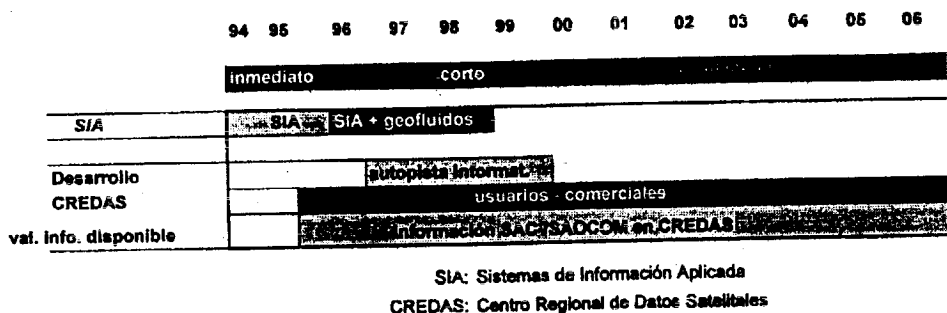 94 95 96 97 98 99 00 01 02 03 04 05 06
inmediato corto
SIA SIA SIA + geofluidos
Desarrollo autopista informat.
CREDAS usuarios - comerciales
val. info. disponible información SAC/SAOCOM en CREDAS
SIA: Sistemas de Información Aplicada
CREDAS: Centro Regional de Datos Satelitales